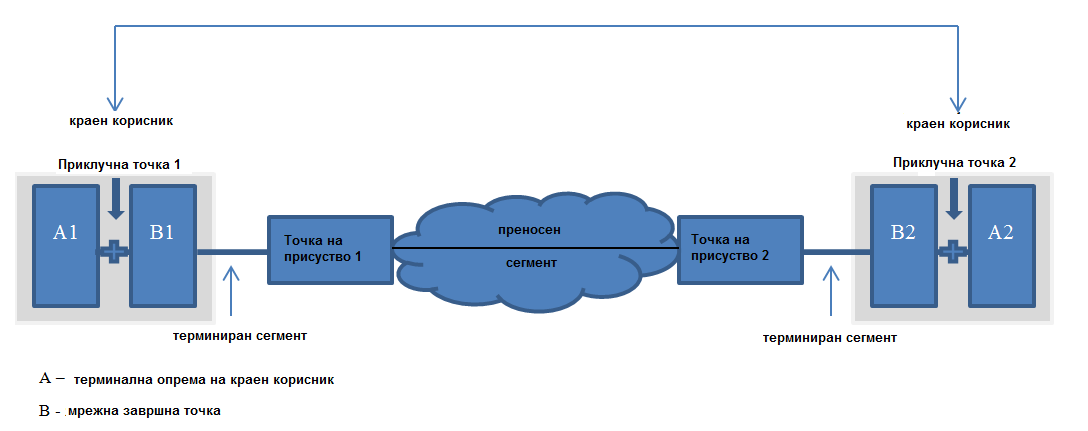 краен корисник
краен корисник
Приклучна точка 1
Приклучна точка 2
A1
B1
Точка на
присуство 1
преносен
сегмент
Точка на
присуство 2
B2
A2
терминиран сегмент
терминиран сегмент
A – терминална опрема на краен корисник
B - мрежна завршна точка